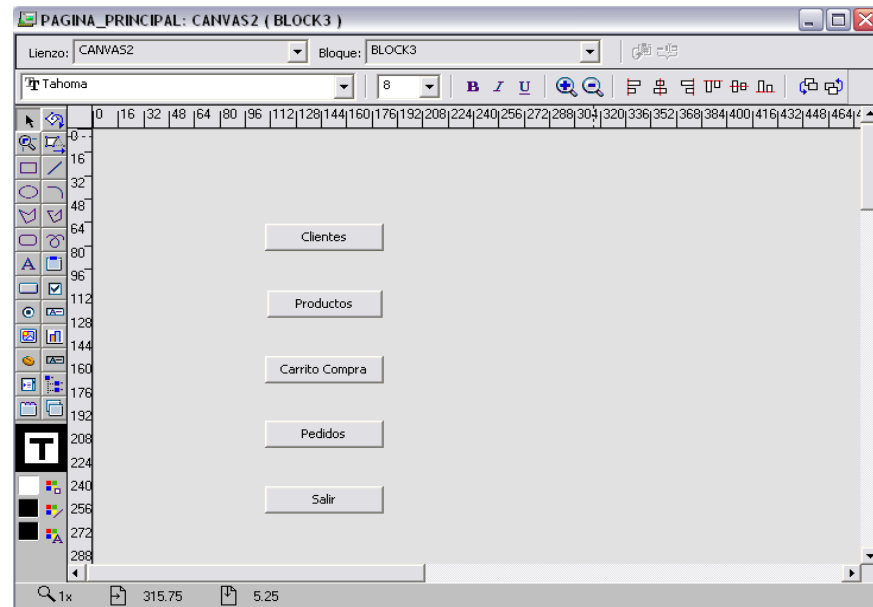 PAGINA_PRINCIPAL: CANVAS2 ( BLOCK3 )
Lienzo: CANVAS2 Bloque: BLOCK3
Tahoma 8 B I U
0 16 32 48 64 80 96 112 128 144 160 176 192 208 224 240 256 272 288 304 320 336 352 368 384 400 416 432 448 464
0
16
32
48
64
80
96
112
128
144
160
176
192
208
224
240
256
272
288
Clientes
Productos
Carrito Compra
Pedidos
Salir
1x 315.75 5.25